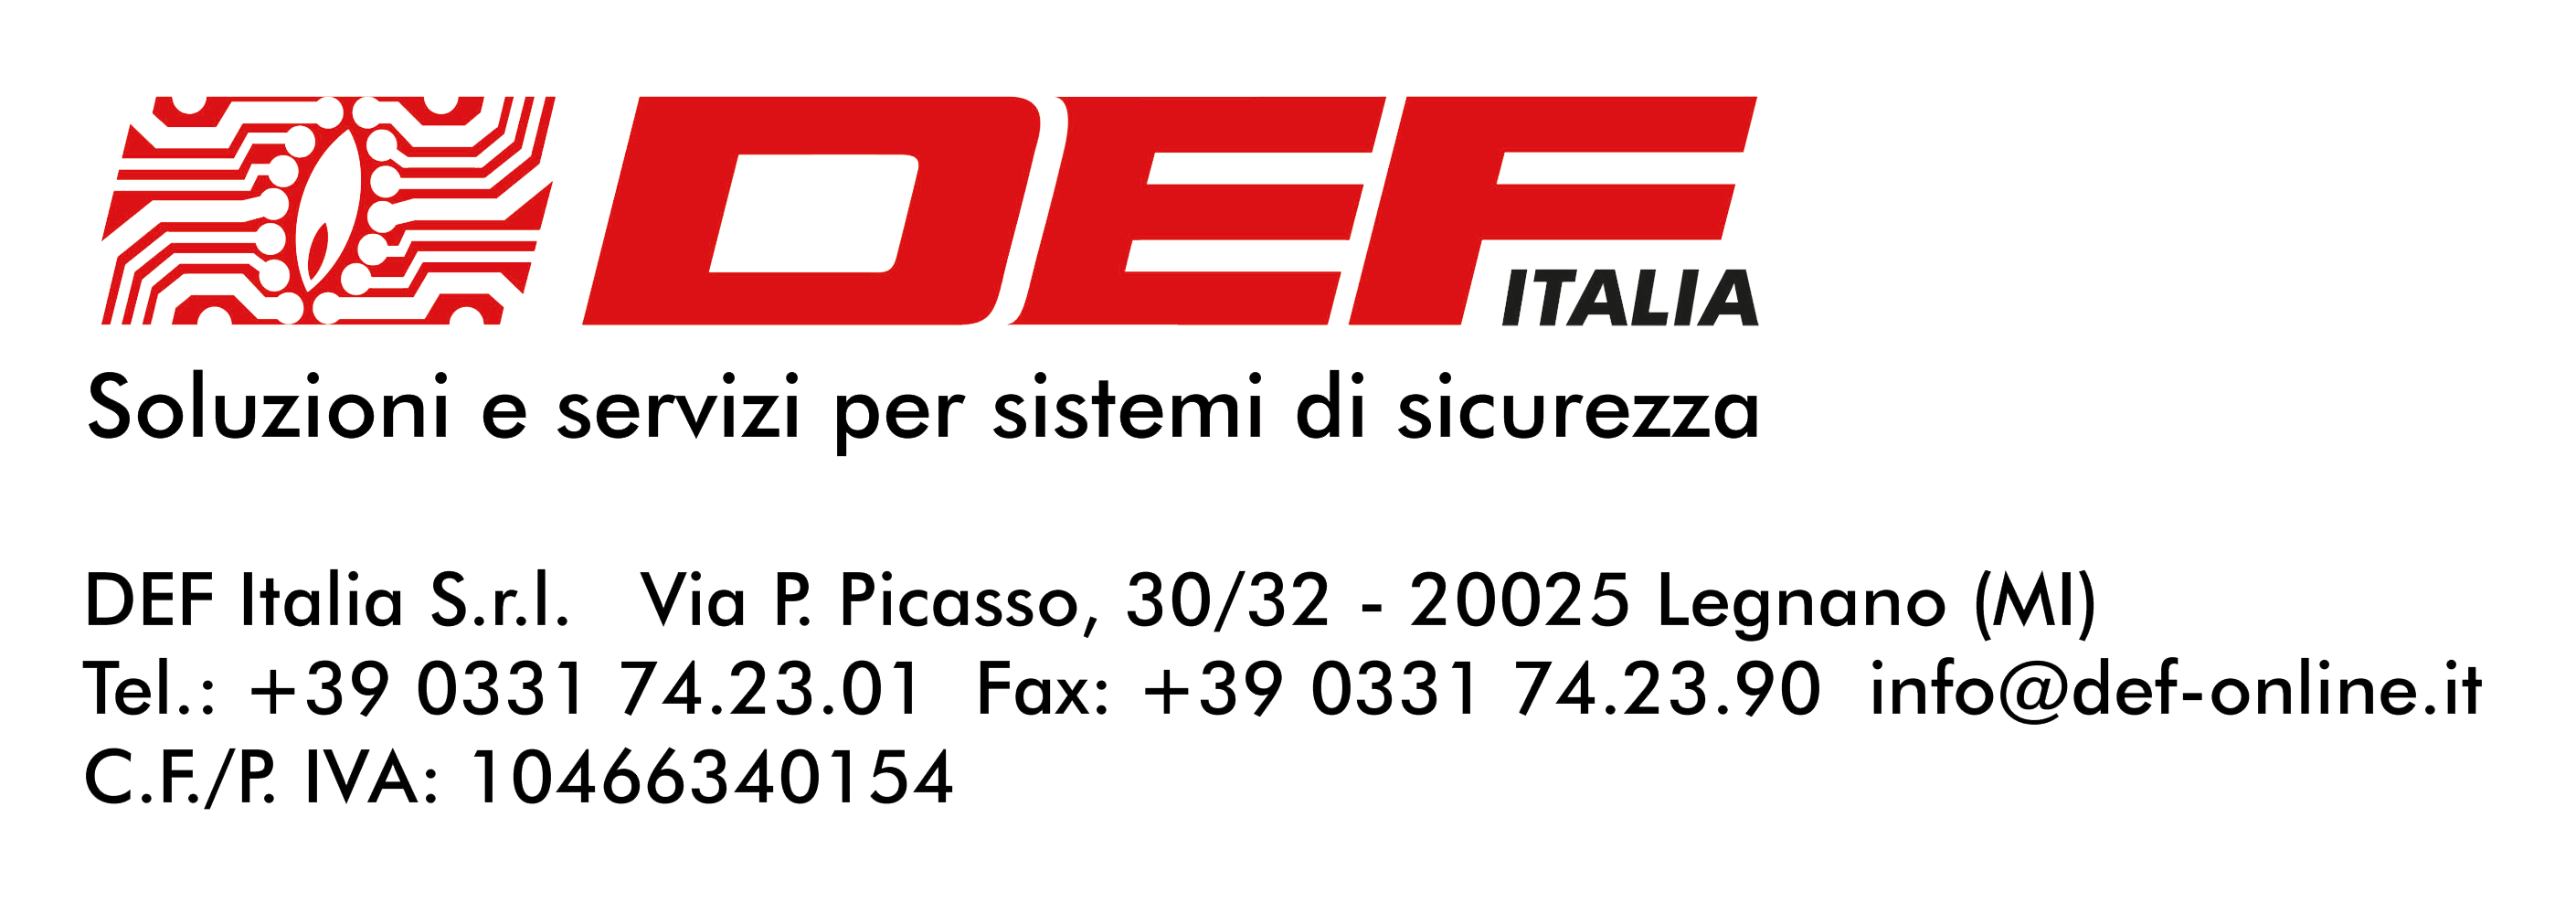 DEF
ITALIA
Soluzioni e servizi per sistemi di sicurezza
DEF Italia S.r.l. Via P. Picasso, 30/32 - 20025 Legnano (MI)
Tel.: +39 0331 74.23.01 Fax: +39 0331 74.23.90 info@def-online.it
C.F./P. IVA: 10466340154